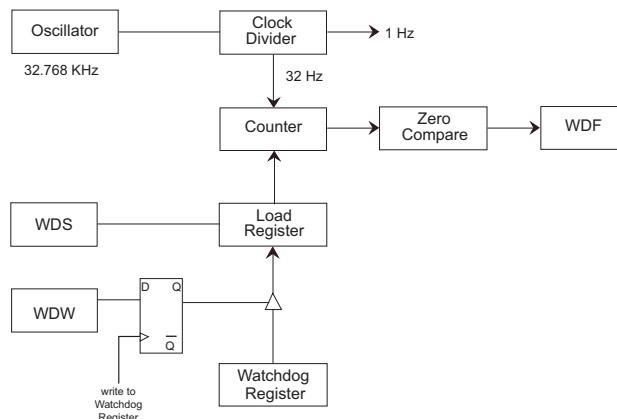 Oscillator
Clock
Divider
1 Hz
32.768 KHz
32 Hz
Counter
Zero
Compare
WDF
WDS
Load
Register
D Q
WDW
Q
write to
Watchdog
Register
Watchdog
Register